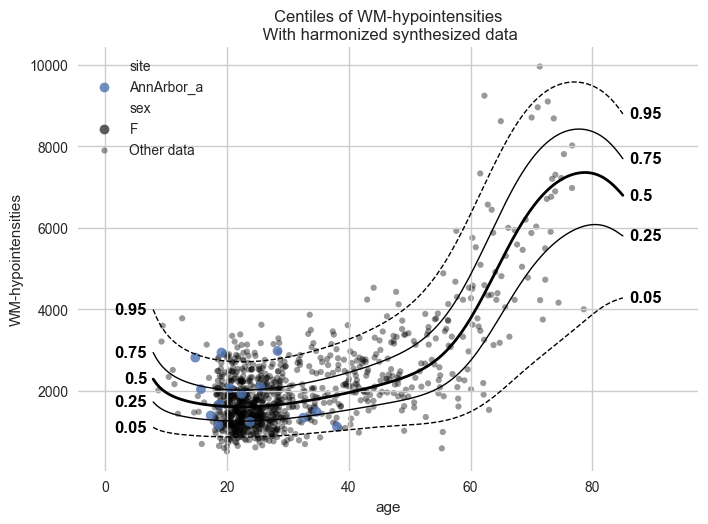 Centiles of WM-hypointensities
With harmonized synthesized data
site
AnnArbor_a
sex
F
Other data
WM-hypointensities
10000
8000
6000
4000
2000
0.95
0.75
0.5
0.25
0.05
0.95
0.75
0.5
0.25
0.05
0
20
40
60
80
age